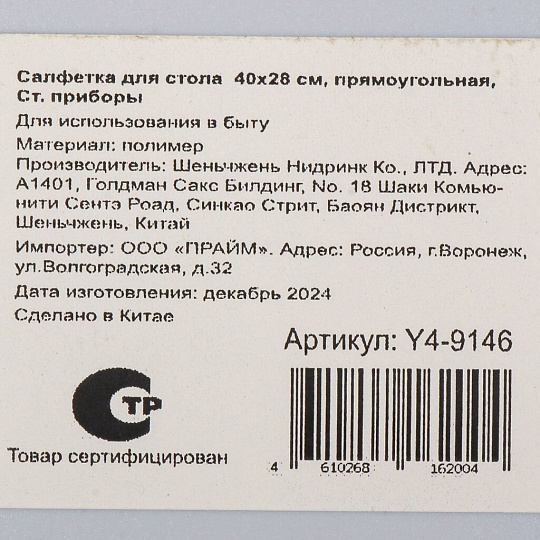 Салфетка для стола 40х28 см, прямоугольная,
Ст. приборы
Для использования в быту
Материал: полимер
Производитель: Шеньчжень Нидринк Ко., ЛТД. Адрес:
А1401, Голдман Сакс Билдинг, No. 18 Шаки Комью-
нити Сентэ Роад, Синкао Стрит, Баоян Дистрикт,
Шеньчжень, Китай
Импортер: ООО «ПРАЙМ». Адрес: Россия, г.Воронеж,
ул.Волгоградская, д.32
Дата изготовления: декабрь 2024
Сделано в Китае
Артикул: Y4-9146
СТР
Товар сертифицирован
4 610268 162004